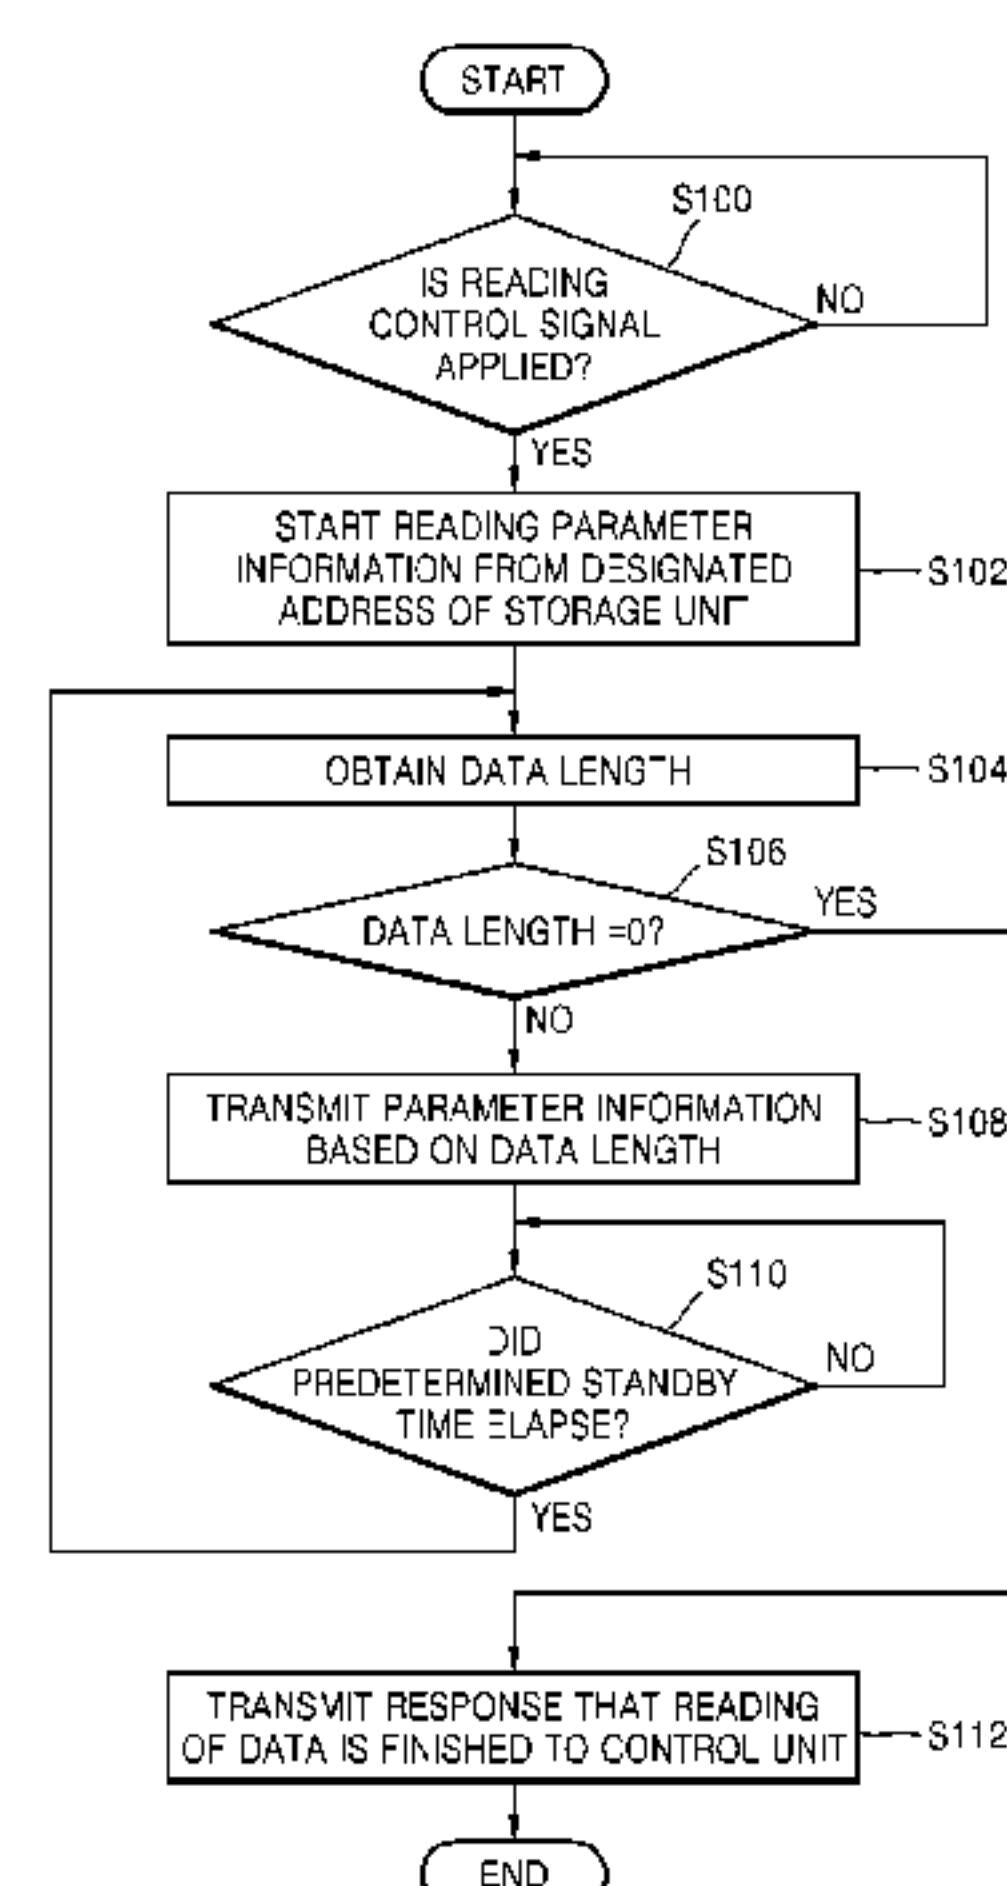 START
S100
IS READING
CONTROL SIGNAL
APPLIED?
NO
YES
START READING PARAMETER
INFORMATION FROM DESIGNATED
ADDRESS OF STORAGE UNIT
S102
OBTAIN DATA LENGTH
S104
S106
DATA LENGTH =0?
YES
NO
TRANSMIT PARAMETER INFORMATION
BASED ON DATA LENGTH
S108
S110
DID
PREDETERMINED STANDBY
TIME ELAPSE?
NO
YES
TRANSMIT RESPONSE THAT READING
OF DATA IS FINISHED TO CONTROL UNIT
S112
END